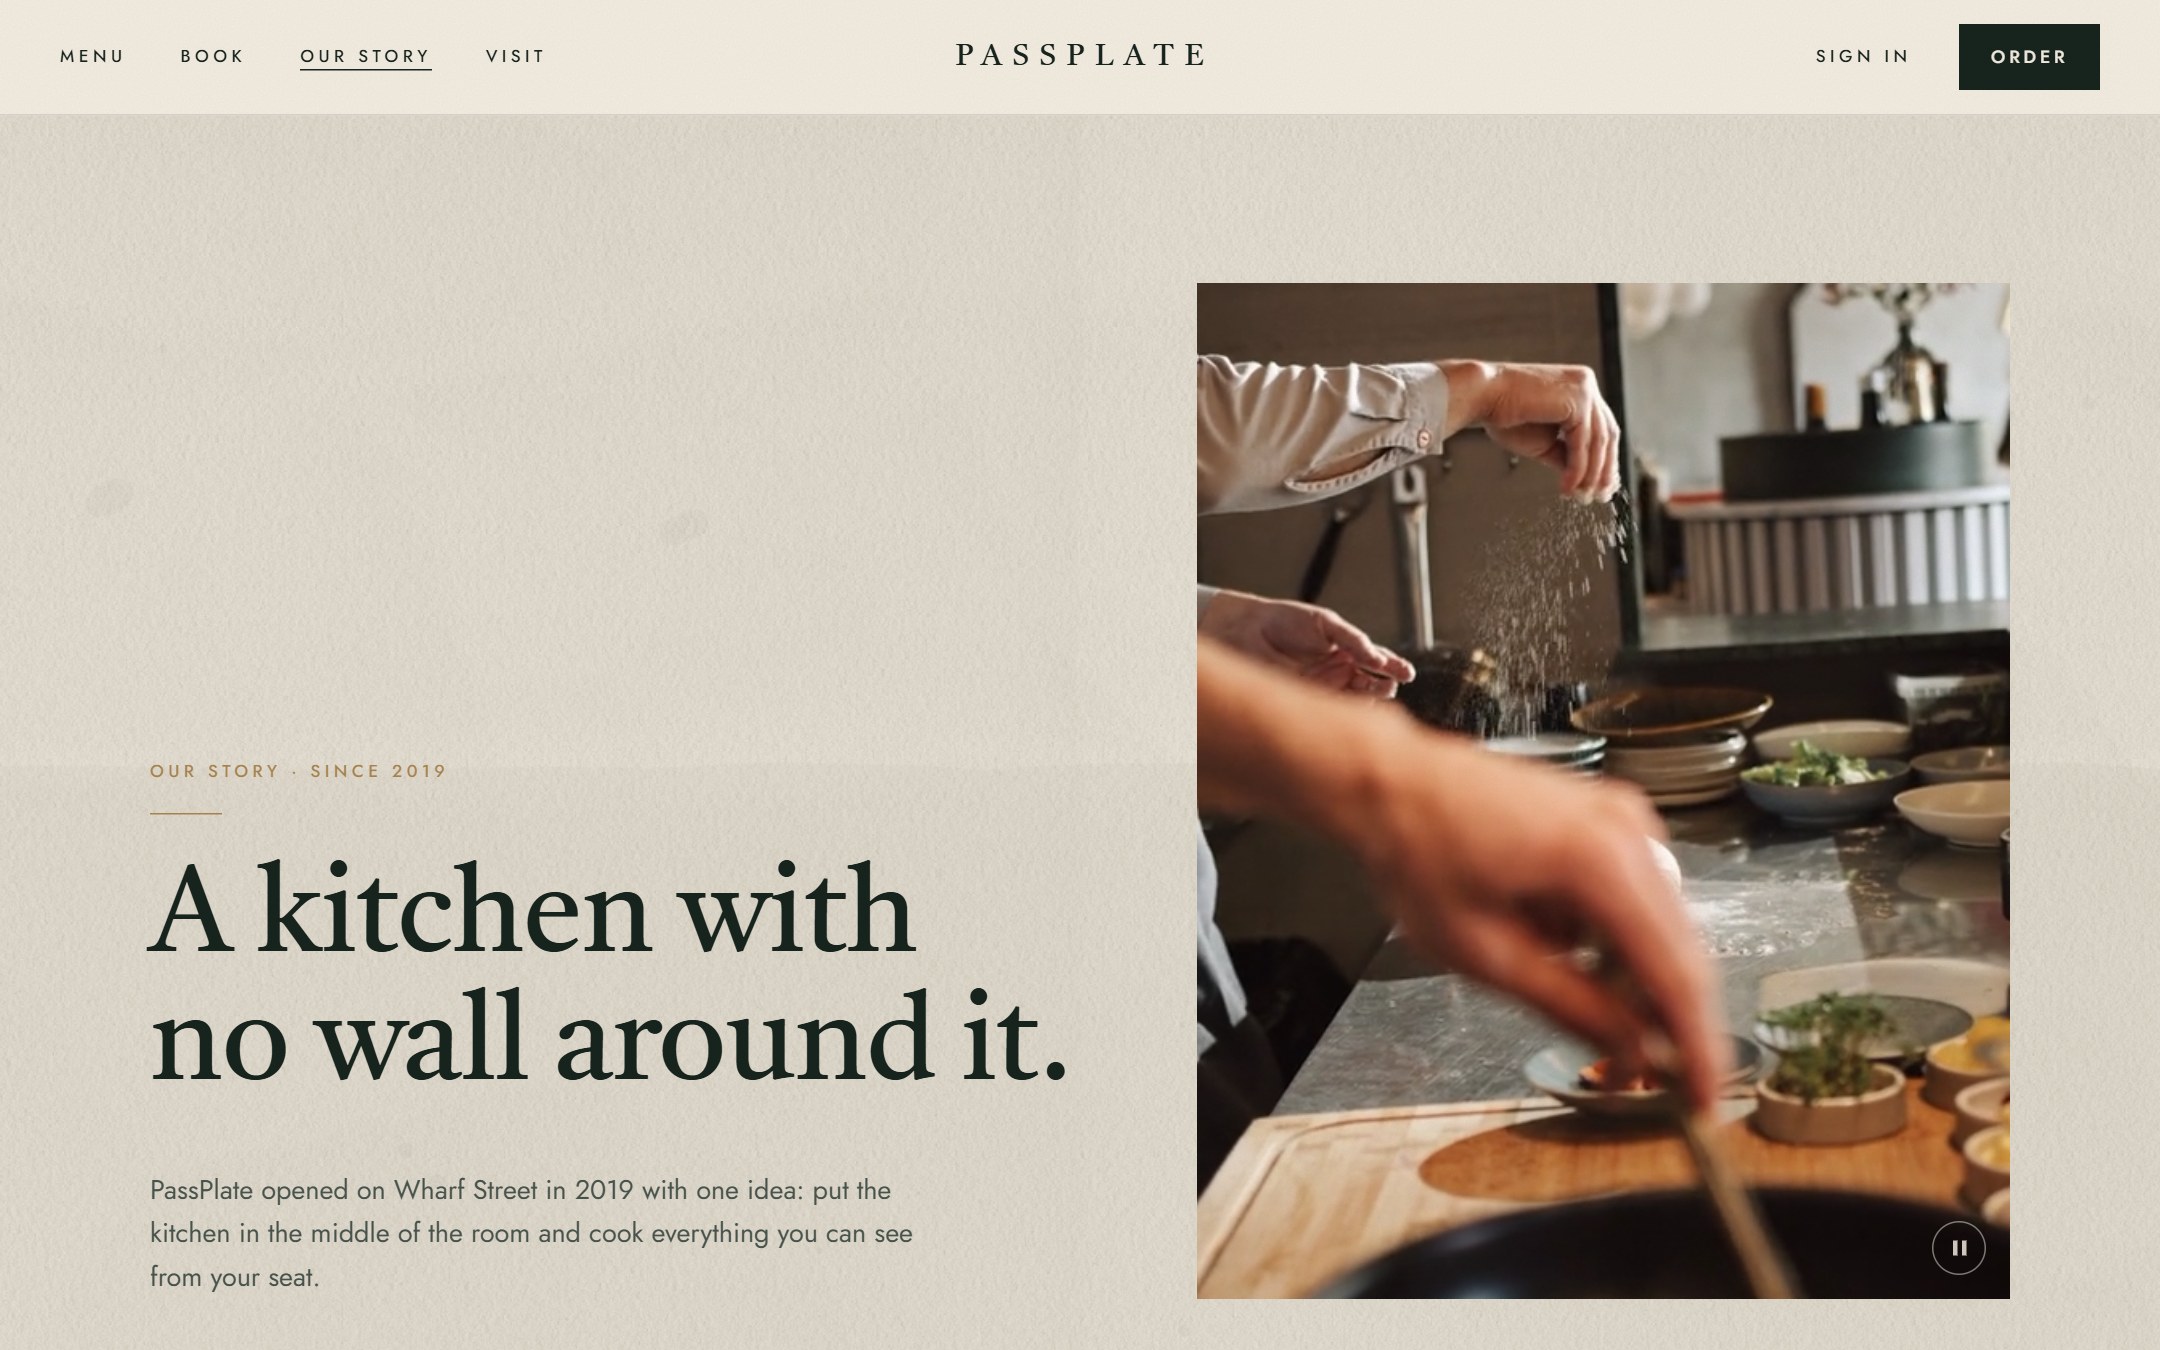 MENU BOOK OUR STORY VISIT PASSPLATE SIGN IN ORDER
OUR STORY · SINCE 2019
A kitchen with
no wall around it.
PassPlate opened on Wharf Street in 2019 with one idea: put the
kitchen in the middle of the room and cook everything you can see
from your seat.